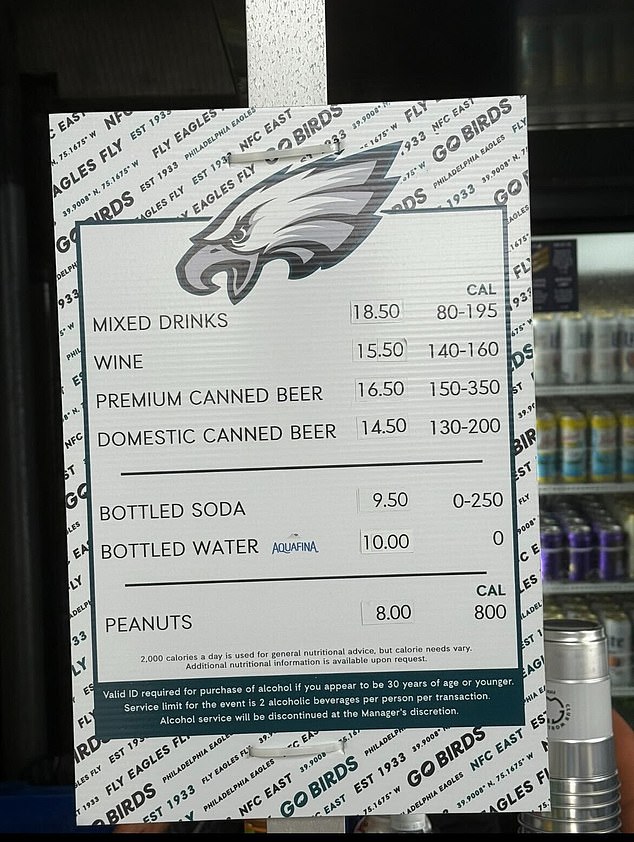 CAL
MIXED DRINKS 18.50 80-195
WINE 15.50 140-160
PREMIUM CANNED BEER 16.50 150-350
DOMESTIC CANNED BEER 14.50 130-200
BOTTLED SODA 9.50 0-250
BOTTLED WATER AQUAFINA 10.00 0
CAL
PEANUTS 8.00 800
2,000 calories a day is used for general nutritional advice, but calorie needs vary.
Additional nutritional information is available upon request.
Valid ID required for purchase of alcohol if you appear to be 30 years of age or younger.
Service limit for the event is 2 alcoholic beverages per person per transaction.
Alcohol service will be discontinued at the Manager's discretion.
FLY EAGLES FLY
EST 1933
PHILADELPHIA EAGLES
NFC EAST
GO BIRDS
39.9008° N, 75.1675° W